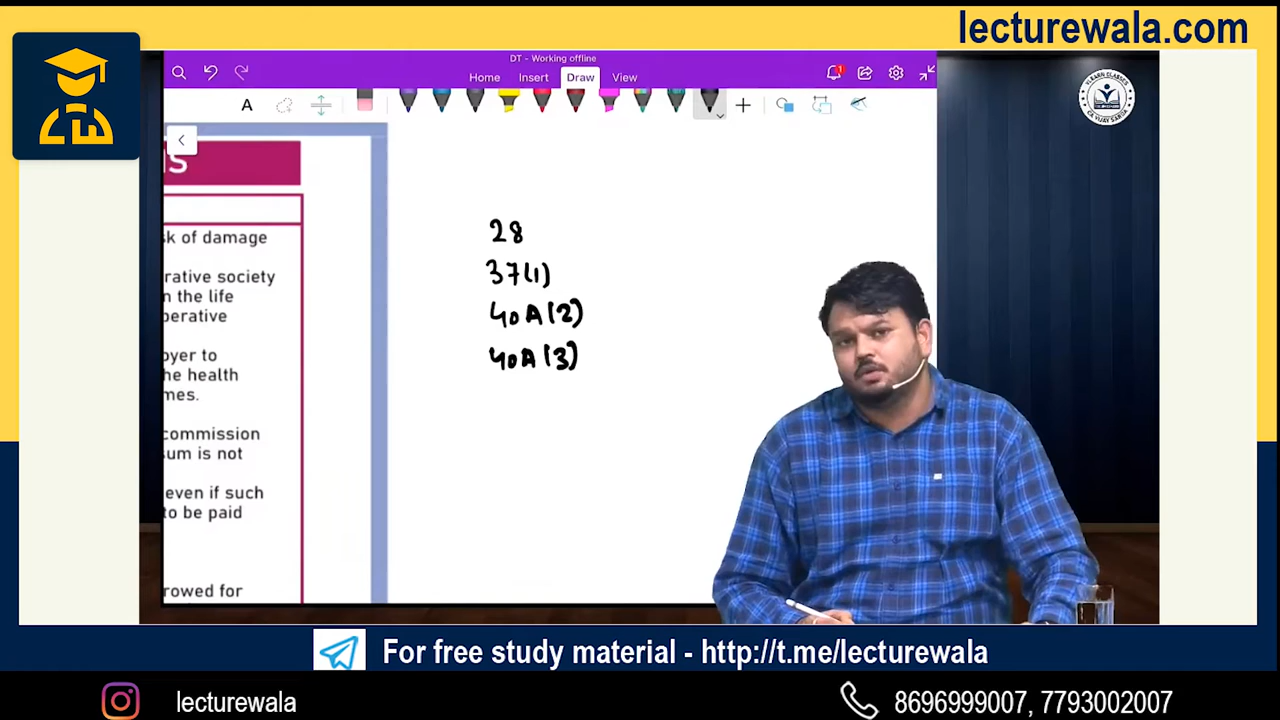 lecturewala.com
DT - Working offline
Home Insert Draw View
A
NS
sk of damage
rative society
n the life
perative
oyer to
he health
mes.
commission
sum is not
even if such
to be paid
rowed for
28
37(1)
40A(2)
40A(3)
For free study material - http://t.me/lecturewala
lecturewala
8696999007, 7793002007